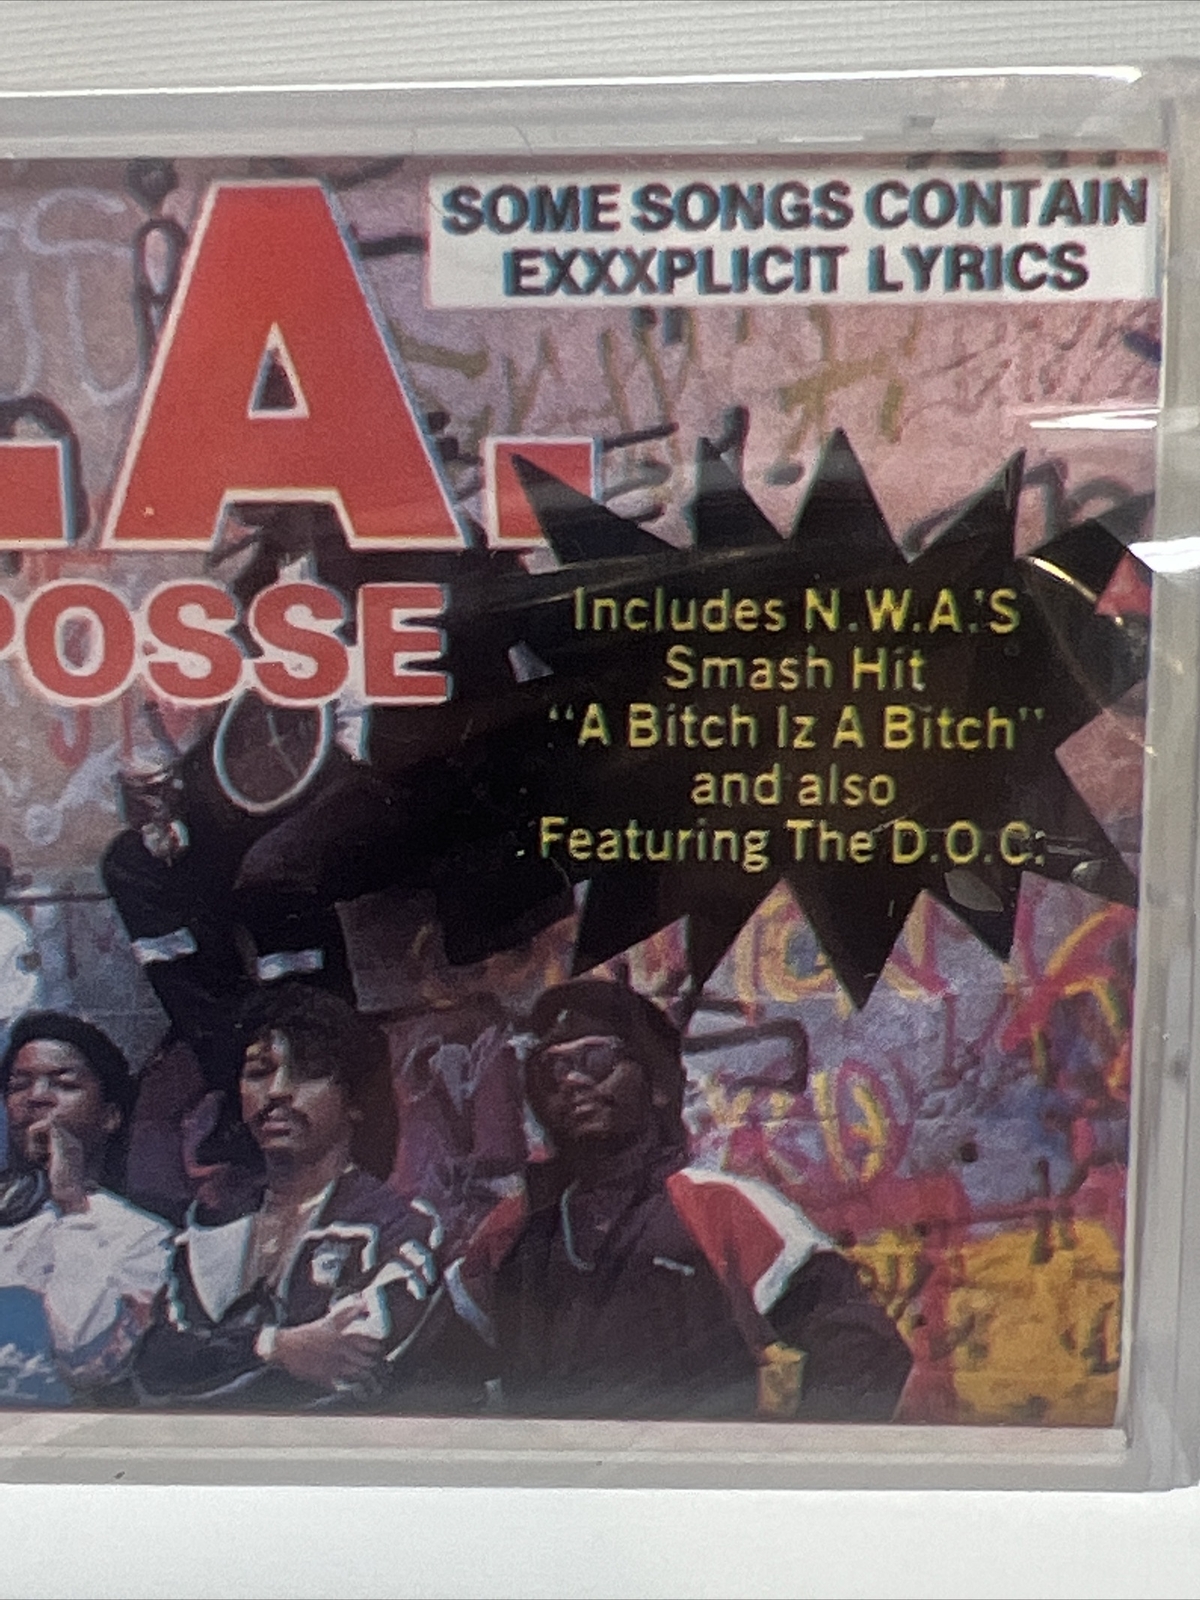 .A.
POSSE
SOME SONGS CONTAIN
EXXXPLICIT LYRICS
Includes N.W.A.'S
Smash Hit
“A Bitch Iz A Bitch”
and also
Featuring The D.O.C.